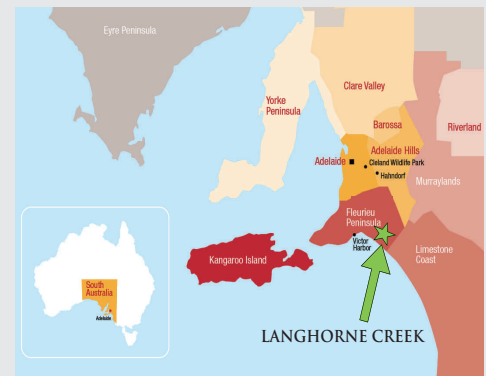 Eyre Peninsula
Clare Valley
Yorke
Peninsula
Barossa
Riverland
Adelaide Hills
Adelaide
Cleland Wildlife Park
Hahndorf
Murraylands
Fleurieu
Peninsula
Victor
Harbor
Kangaroo Island
Limestone
Coast
South
Australia
Adelaide
LANGHORNE CREEK